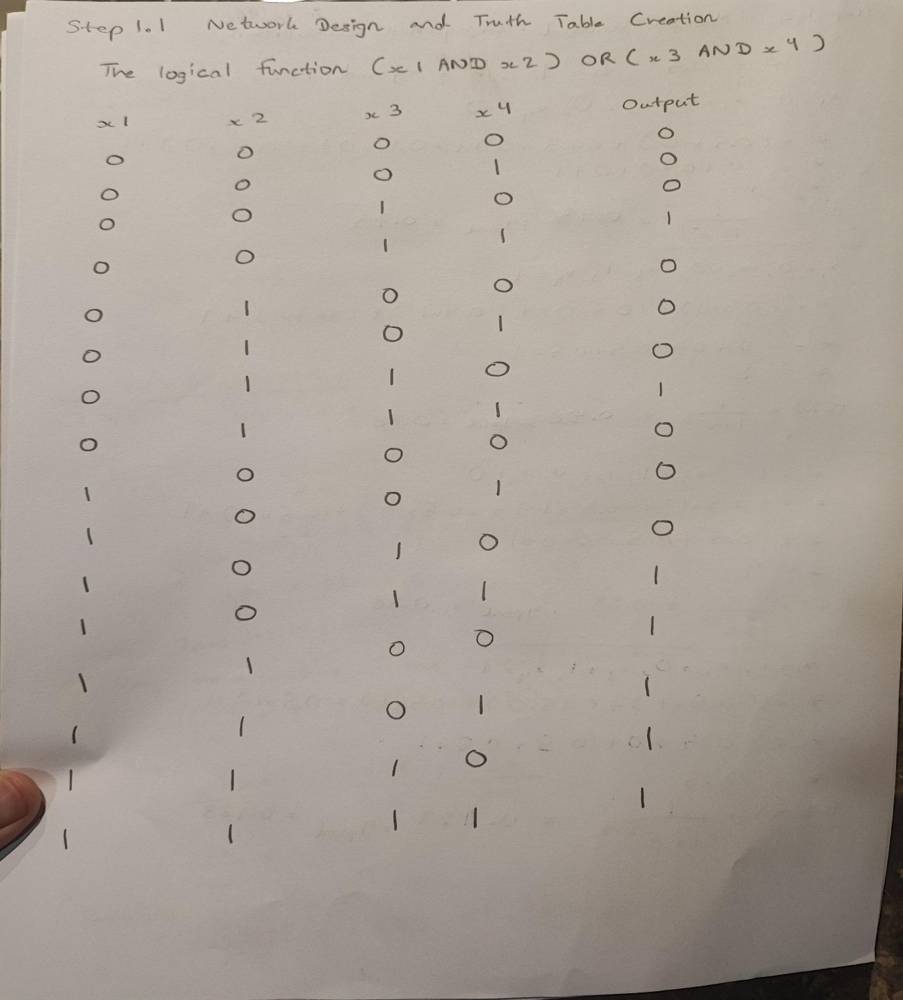 Step 1.1 Network Design and Truth Table Creation
The logical function (x1 AND x2) OR (x3 AND x4)
x1 x2 x3 x4 Output
0 0 0 0 0
0 0 0 1 0
0 0 1 0 0
0 0 1 1 1
0 1 0 0 0
0 1 0 1 0
0 1 1 0 0
0 1 1 1 1
1 0 0 0 0
1 0 0 1 0
1 0 1 0 0
1 0 1 1 1
1 1 0 0 1
1 1 0 1 1
1 1 1 0 1
1 1 1 1 1